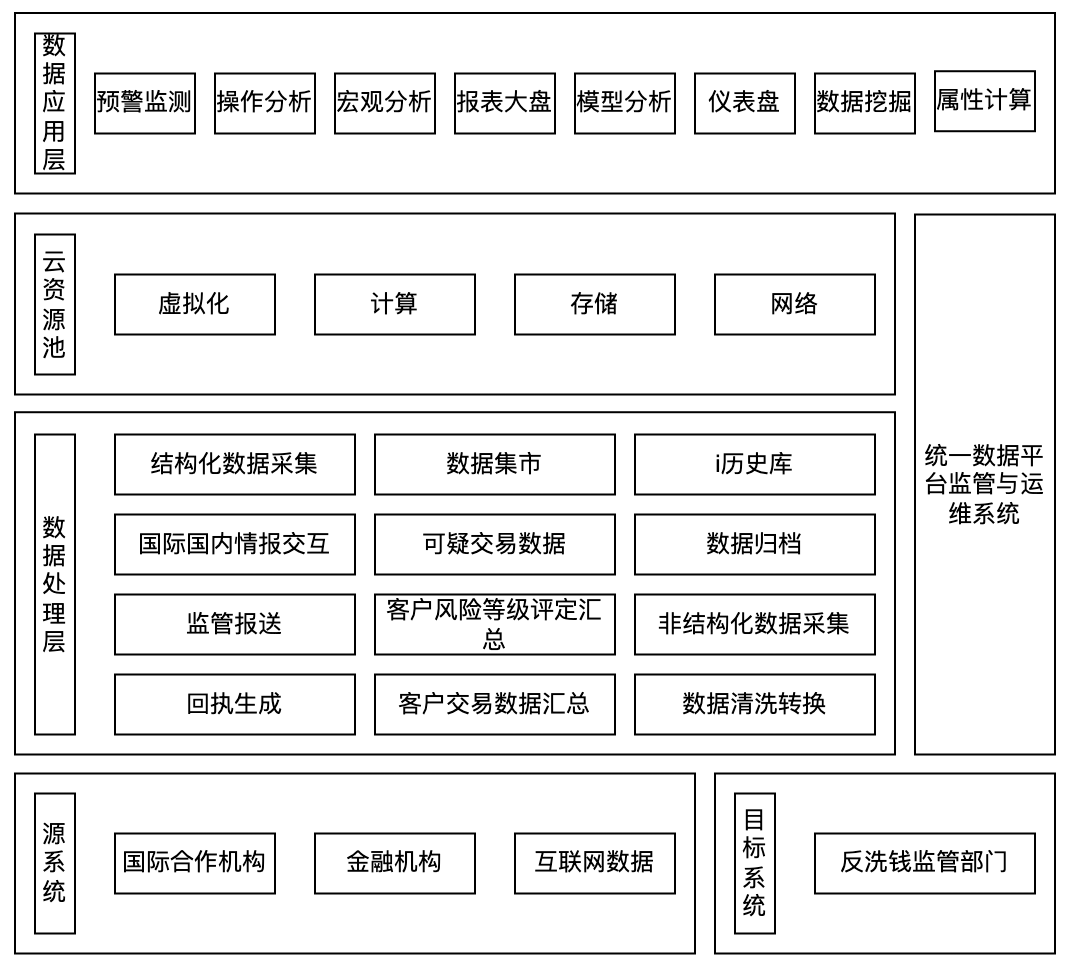 数据应用层
预警监测
操作分析
宏观分析
报表大盘
模型分析
仪表盘
数据挖掘
属性计算
云资源池
虚拟化
计算
存储
网络
统一数据平
台监管与运
维系统
数据处理层
结构化数据采集
数据集市
i历史库
国际国内情报交互
可疑交易数据
数据归档
监管报送
客户风险等级评定汇
总
非结构化数据采集
回执生成
客户交易数据汇总
数据清洗转换
源系统
国际合作机构
金融机构
互联网数据
目标系统
反洗钱监管部门